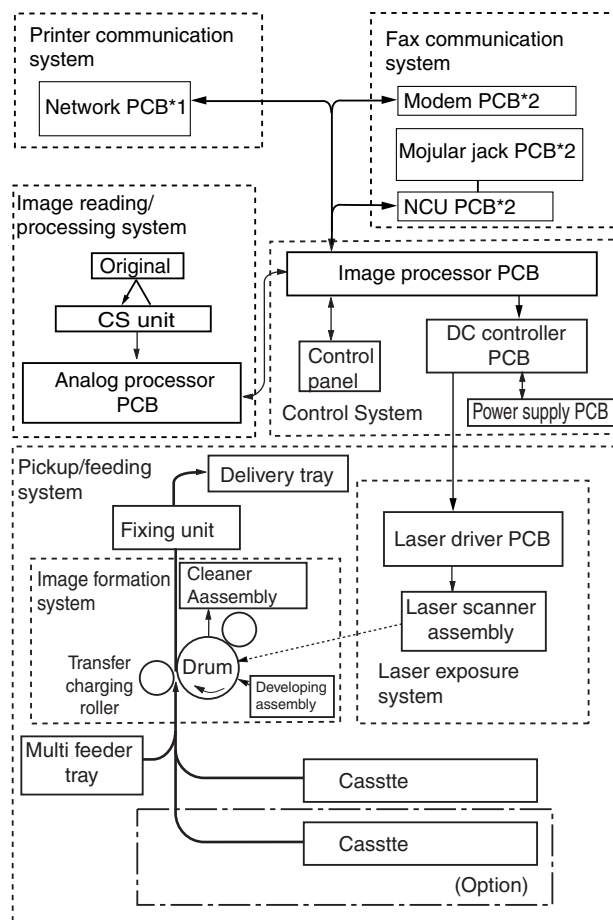 Printer communication
system
Network PCB*1
Fax communication
system
Modem PCB*2
Mojular jack PCB*2
NCU PCB*2
Image reading/
processing system
Original
CS unit
Analog processor
PCB
Image processor PCB
Control
panel
DC controller
PCB
Power supply PCB
Control System
Pickup/feeding
system
Delivery tray
Fixing unit
Image formation
system
Cleaner
Aassembly
Drum
Transfer
charging
roller
Developing
assembly
Laser driver PCB
Laser scanner
assembly
Laser exposure
system
Multi feeder
tray
Casstte
Casstte
(Option)